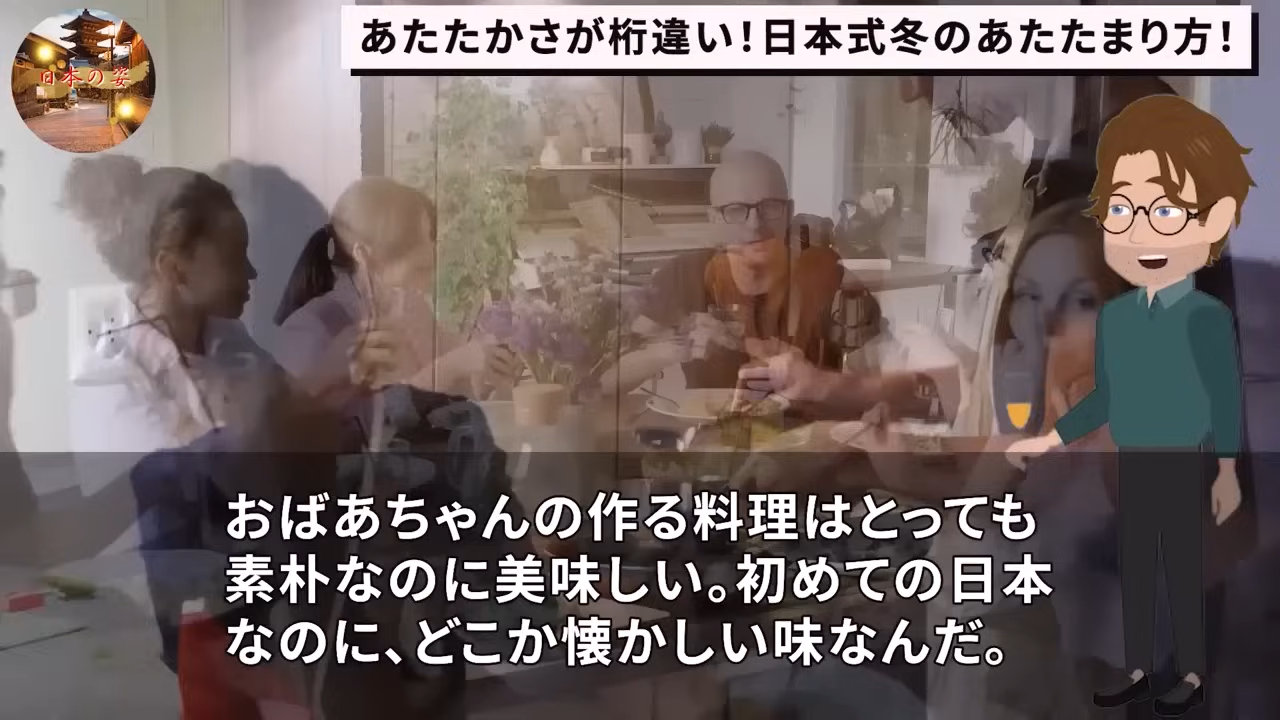 日本の姿
あたたかさが桁違い！日本式冬のあたたまり方！
おばあちゃんの作る料理はとっても
素朴なのに美味しい。初めての日本
なのに、どこか懐かしい味なんだ。